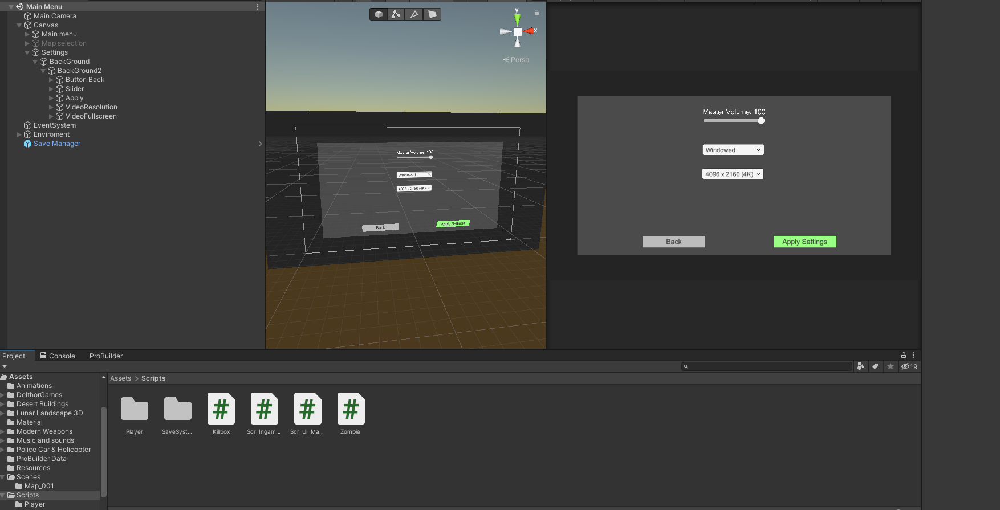 Main Menu
Main Camera
Canvas
Main menu
Map selection
Settings
BackGround
BackGround2
Button Back
Slider
Apply
VideoResolution
VideoFullscreen
EventSystem
Enviroment
Save Manager
y
x
Persp
Master Volume: 100
Windowed
4096 x 2160 (4K)
Back
Apply Settings
Master Volume: 100
Windowed
4096 x 2160 (4K)
Back
Apply Settings
Project
Console
ProBuilder
19
Assets
Animations
DelthorGames
Desert Buildings
Lunar Landscape 3D
Material
Modern Weapons
Music and sounds
Police Car & Helicopter
ProBuilder Data
Resources
Scenes
Map_001
Scripts
Player
Assets > Scripts
Player
SaveSyst...
Killbox
Scr_Ingam...
Scr_UI_Ma...
Zombie